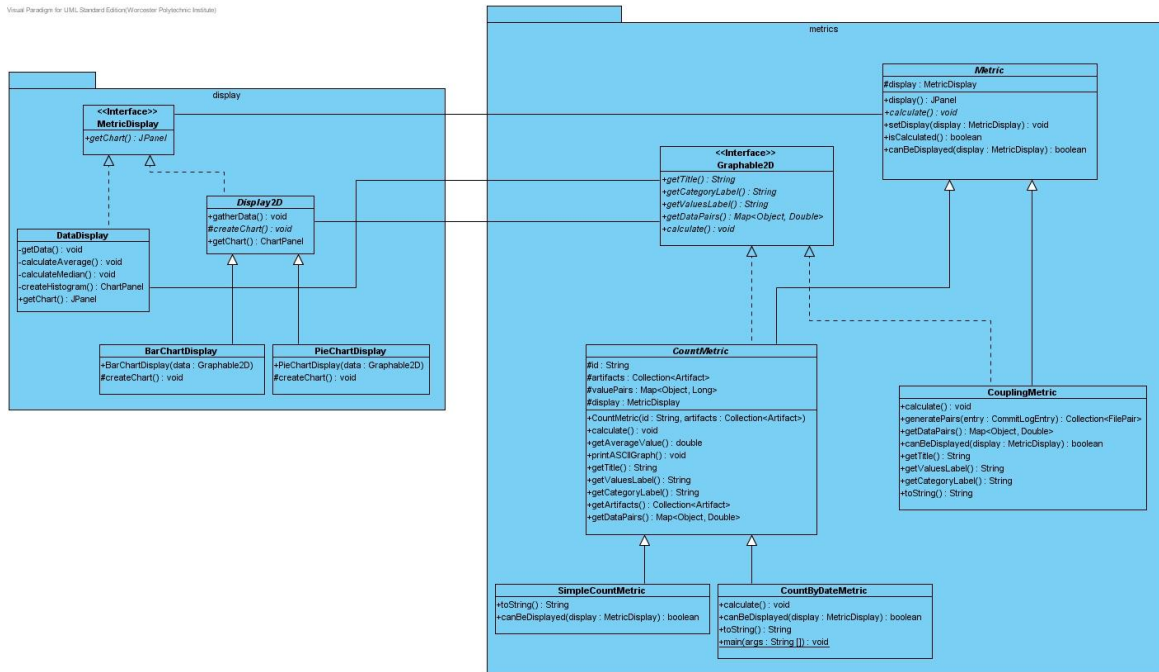 Visual Paradigm for UML Standard Edition(Worcester Polytechnic Institute)
display
<<Interface>>
MetricDisplay
+getChart() : JPanel
Display2D
+gatherData() : void
#createChart() : void
+getChart() : ChartPanel
DataDisplay
-getData() : void
-calculateAverage() : void
-calculateMedian() : void
-createHistogram() : ChartPanel
+getChart() : JPanel
BarChartDisplay
+BarChartDisplay(data : Graphable2D)
#createChart() : void
PieChartDisplay
+PieChartDisplay(data : Graphable2D)
#createChart() : void
metrics
Metric
#display : MetricDisplay
+display() : JPanel
+calculate() : void
+setDisplay(display : MetricDisplay) : void
+isCalculated() : boolean
+canBeDisplayed(display : MetricDisplay) : boolean
<<Interface>>
Graphable2D
+getTitle() : String
+getCategoryLabel() : String
+getValuesLabel() : String
+getDataPairs() : Map<Object, Double>
+calculate() : void
CountMetric
#id : String
#artifacts : Collection<Artifact>
#valuePairs : Map<Object, Long>
#display : MetricDisplay
+CountMetric(id : String, artifacts : Collection<Artifact>)
+calculate() : void
+getAverageValue() : double
+printASCIIGraph() : void
+getTitle() : String
+getValuesLabel() : String
+getCategoryLabel() : String
+getArtifacts() : Collection<Artifact>
+getDataPairs() : Map<Object, Double>
CouplingMetric
+calculate() : void
+generatePairs(entry : CommitLogEntry) : Collection<FilePair>
+getDataPairs() : Map<Object, Double>
+canBeDisplayed(display : MetricDisplay) : boolean
+getTitle() : String
+getValuesLabel() : String
+getCategoryLabel() : String
+toString() : String
SimpleCountMetric
+toString() : String
+canBeDisplayed(display : MetricDisplay) : boolean
CountByDateMetric
+calculate() : void
+canBeDisplayed(display : MetricDisplay) : boolean
+toString() : String
+main(args : String []) : void